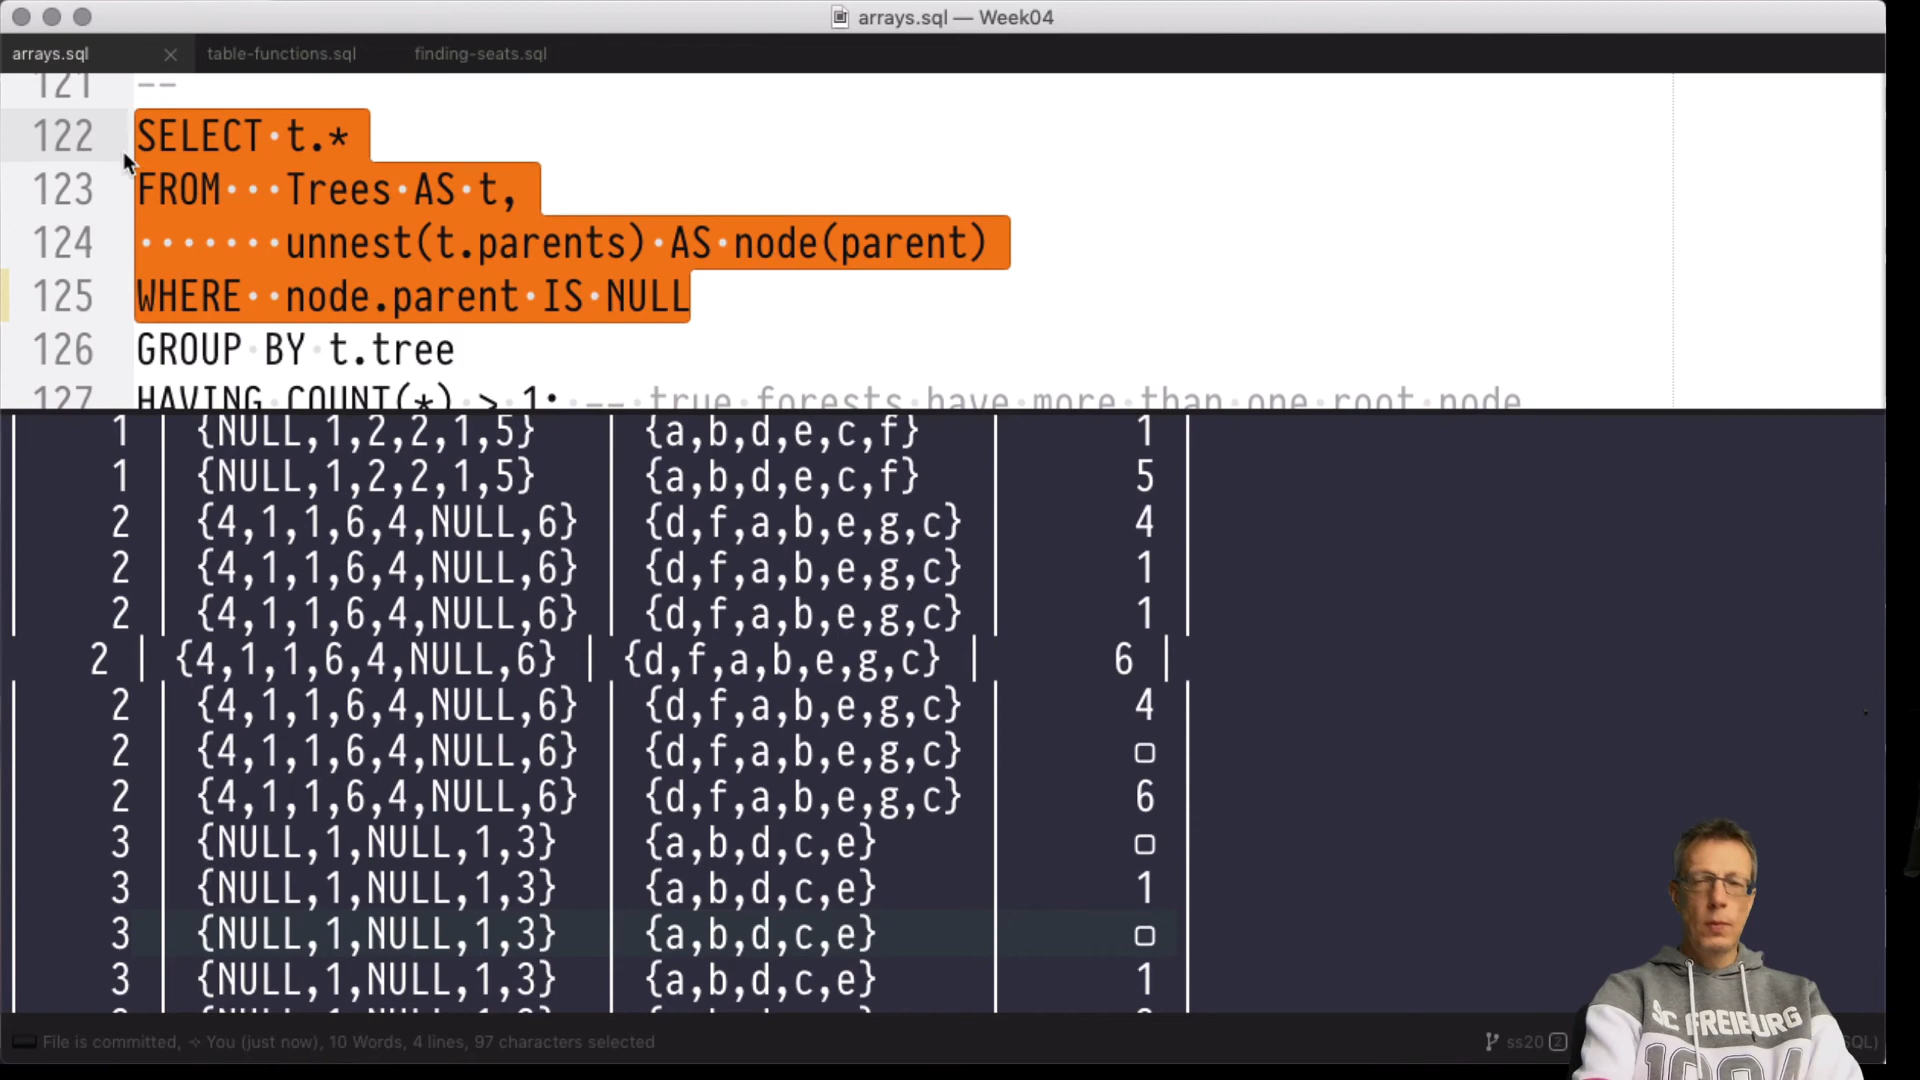 arrays.sql — Week04
arrays.sql table-functions.sql finding-seats.sql
121 --
122 SELECT·t.*
123 FROM···Trees·AS·t,
124 ·······unnest(t.parents)·AS·node(parent)
125 WHERE··node.parent·IS·NULL
126 GROUP·BY·t.tree
127 HAVING·COUNT(*)·>·1;·--·true·forests·have·more·than·one·root·node
1 | {NULL,1,2,2,1,5} | {a,b,d,e,c,f} | 1 |
1 | {NULL,1,2,2,1,5} | {a,b,d,e,c,f} | 5 |
2 | {4,1,1,6,4,NULL,6} | {d,f,a,b,e,g,c} | 4 |
2 | {4,1,1,6,4,NULL,6} | {d,f,a,b,e,g,c} | 1 |
2 | {4,1,1,6,4,NULL,6} | {d,f,a,b,e,g,c} | 1 |
2 | {4,1,1,6,4,NULL,6} | {d,f,a,b,e,g,c} | 6 |
2 | {4,1,1,6,4,NULL,6} | {d,f,a,b,e,g,c} | 4 |
2 | {4,1,1,6,4,NULL,6} | {d,f,a,b,e,g,c} | ▢ |
2 | {4,1,1,6,4,NULL,6} | {d,f,a,b,e,g,c} | 6 |
3 | {NULL,1,NULL,1,3} | {a,b,d,c,e} | ▢ |
3 | {NULL,1,NULL,1,3} | {a,b,d,c,e} | 1 |
3 | {NULL,1,NULL,1,3} | {a,b,d,c,e} | ▢ |
3 | {NULL,1,NULL,1,3} | {a,b,d,c,e} | 1 |
File is committed, You (just now), 10 Words, 4 lines, 97 characters selected
ss20 2 SQL)
SC FREIBURG